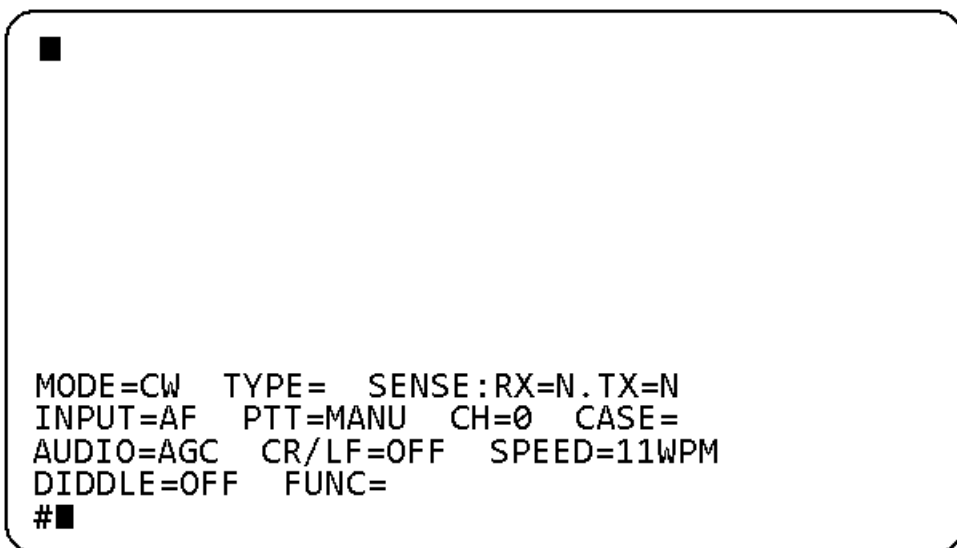 MODE=CW TYPE= SENSE:RX=N.TX=N
INPUT=AF PTT=MANU CH=0 CASE=
AUDIO=AGC CR/LF=OFF SPEED=11WPM
DIDDLE=OFF FUNC=
#